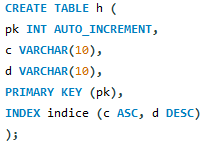 CREATE TABLE h (
pk INT AUTO_INCREMENT,
c VARCHAR(10),
d VARCHAR(10),
PRIMARY KEY (pk),
INDEX indice (c ASC, d DESC)
);